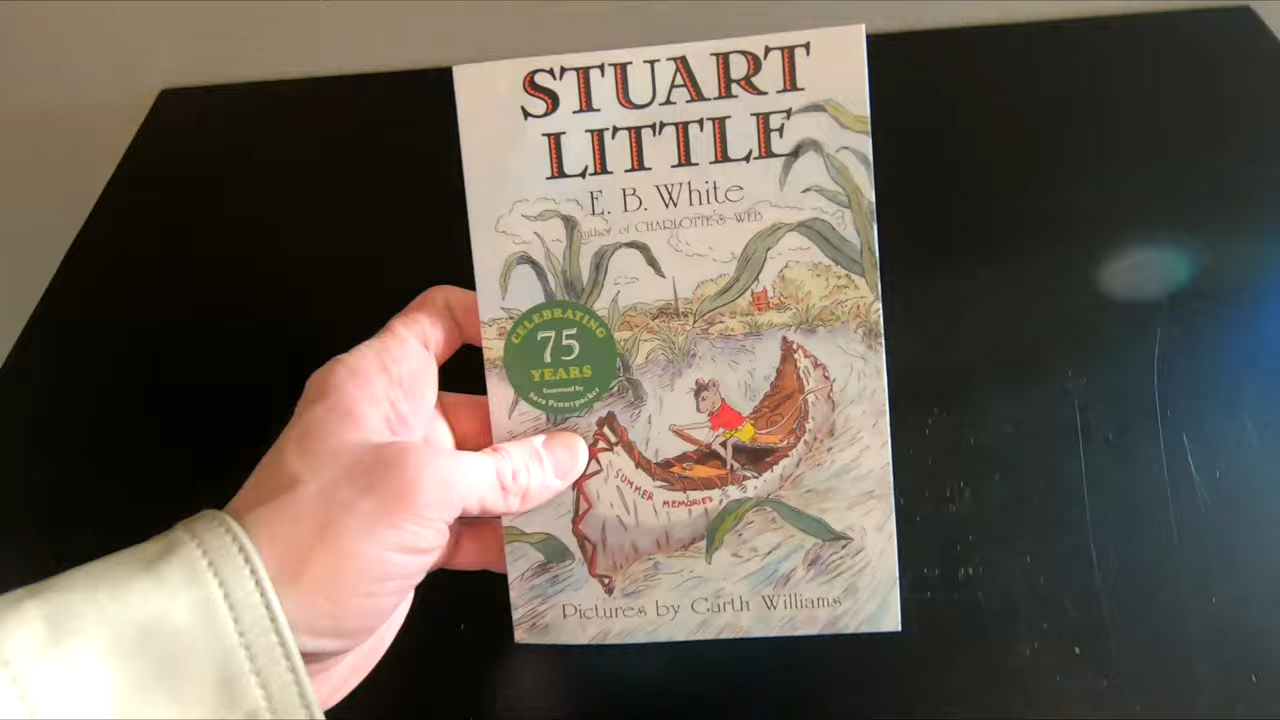 STUART
LITTLE
E. B. White
Author of CHARLOTTE'S WEB
CELEBRATING
75
YEARS
Foreword by
Sara Pennypacker
SUMMER MEMORIES
Pictures by Garth Williams